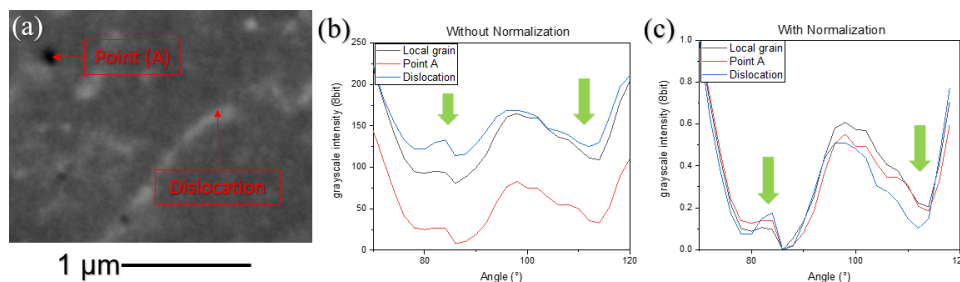 (a)
Point (A)
Dislocation
1 μm
(b)
Without Normalization
250
200
150
100
50
0
Local grain
Point A
Dislocation
grayscale intensity (8bit)
80
100
120
Angle (°)
(c)
With Normalization
1.0
0.8
0.6
0.4
0.2
0.0
Local grain
Point A
Dislocation
grayscale intensity (8bit)
80
100
Angle (°)